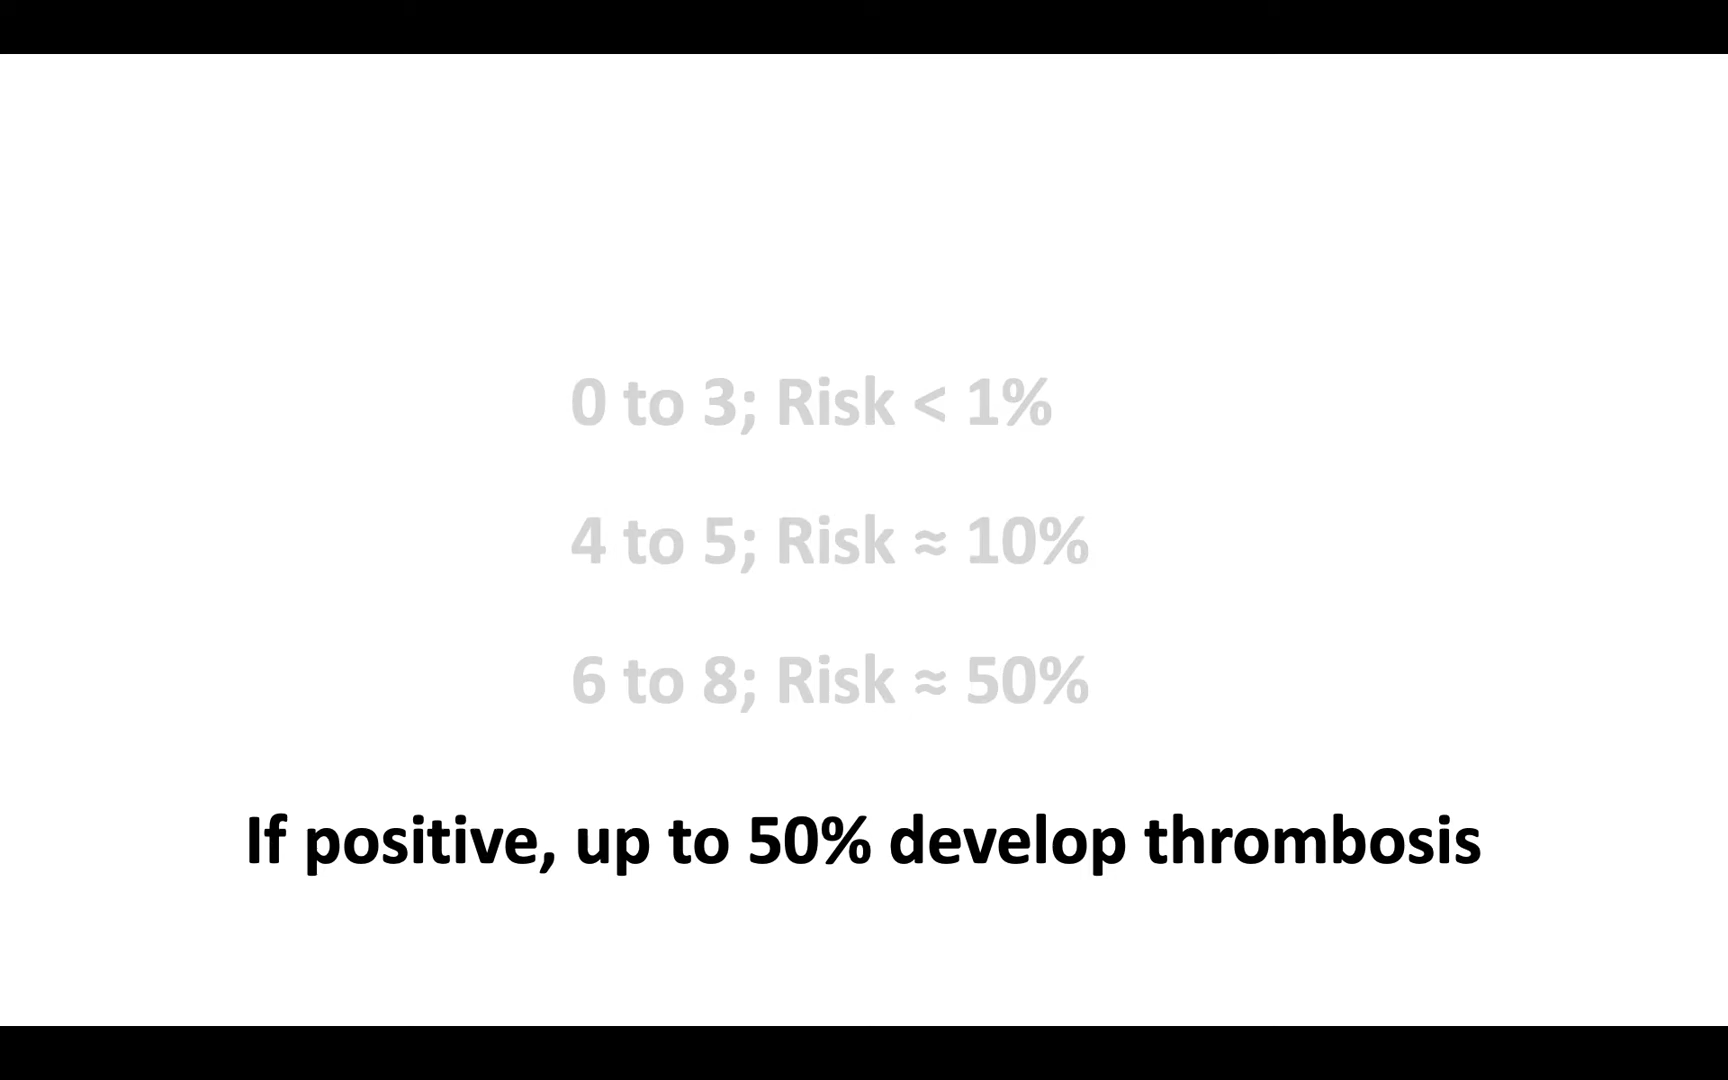 0 to 3; Risk < 1%
4 to 5; Risk ≈ 10%
6 to 8; Risk ≈ 50%
If positive, up to 50% develop thrombosis